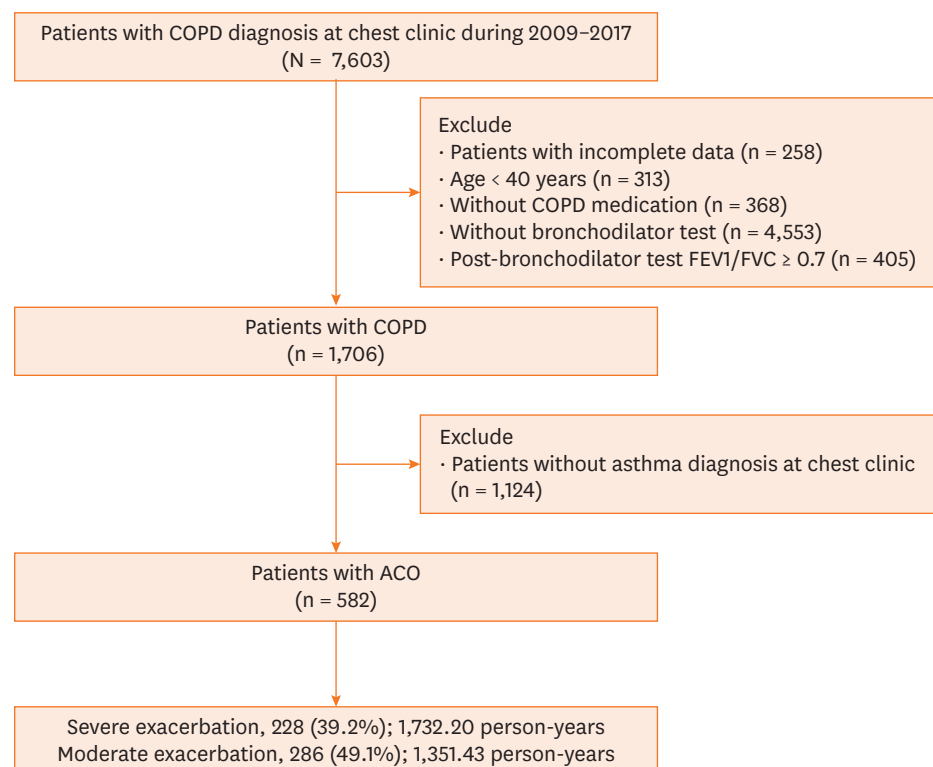 Patients with COPD diagnosis at chest clinic during 2009–2017
(N = 7,603)
Exclude
· Patients with incomplete data (n = 258)
· Age < 40 years (n = 313)
· Without COPD medication (n = 368)
· Without bronchodilator test (n = 4,553)
· Post-bronchodilator test FEV1/FVC ≥ 0.7 (n = 405)
Patients with COPD
(n = 1,706)
Exclude
· Patients without asthma diagnosis at chest clinic
(n = 1,124)
Patients with ACO
(n = 582)
Severe exacerbation, 228 (39.2%); 1,732.20 person-years
Moderate exacerbation, 286 (49.1%); 1,351.43 person-years